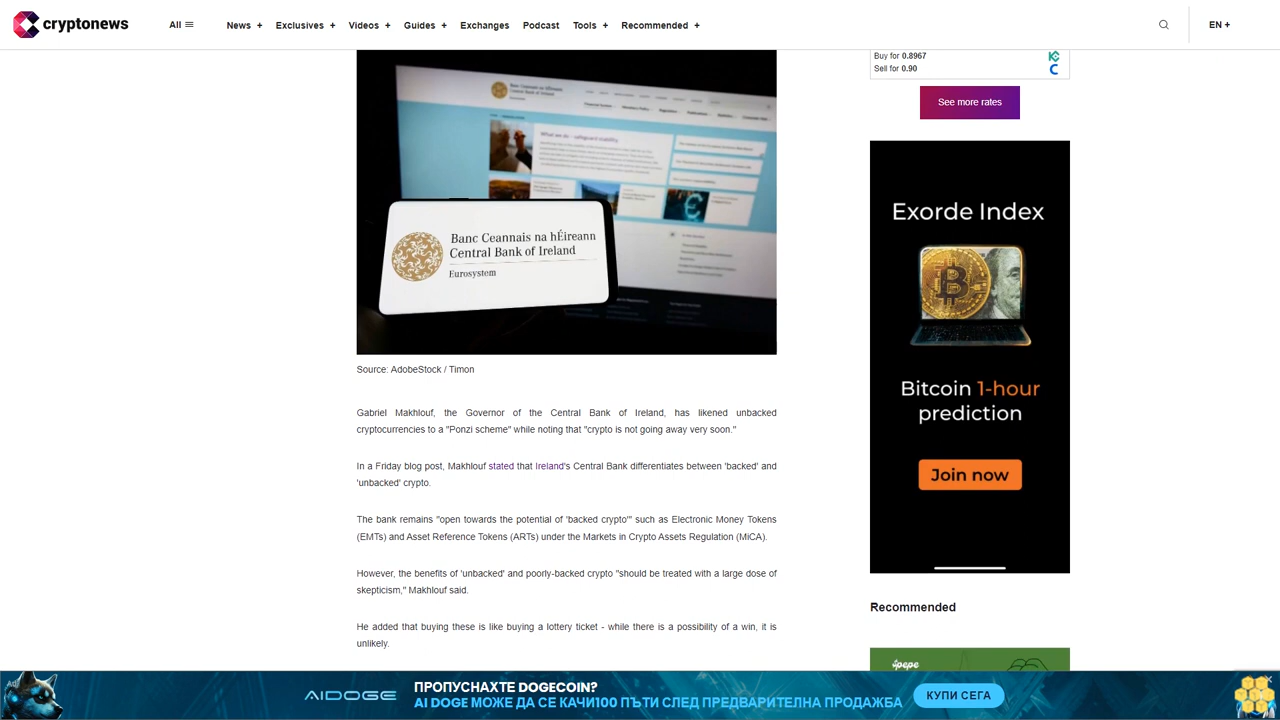 cryptonews
All
News +
Exclusives +
Videos +
Guides +
Exchanges
Podcast
Tools +
Recommended +
EN +
Banc Ceannais na hÉireann
Central Bank of Ireland
Eurosystem
Source: AdobeStock / Timon
Gabriel Makhlouf, the Governor of the Central Bank of Ireland, has likened unbacked
cryptocurrencies to a "Ponzi scheme" while noting that "crypto is not going away very soon."
In a Friday blog post, Makhlouf stated that Ireland's Central Bank differentiates between 'backed' and
'unbacked' crypto.
The bank remains "open towards the potential of 'backed crypto'" such as Electronic Money Tokens
(EMTs) and Asset Reference Tokens (ARTs) under the Markets in Crypto Assets Regulation (MiCA).
However, the benefits of 'unbacked' and poorly-backed crypto "should be treated with a large dose of
skepticism," Makhlouf said.
He added that buying these is like buying a lottery ticket - while there is a possibility of a win, it is
unlikely.
Buy for 0.8967
Sell for 0.90
See more rates
Exorde Index
Bitcoin 1-hour
prediction
Join now
Recommended
pepe
Ad
AIDOGE
ПРОПУСНАХТЕ DOGECOIN?
AI DOGE МОЖЕ ДА СЕ КАЧИ100 ПЪТИ СЛЕД ПРЕДВАРИТЕЛНА ПРОДАЖБА
КУПИ СЕГА